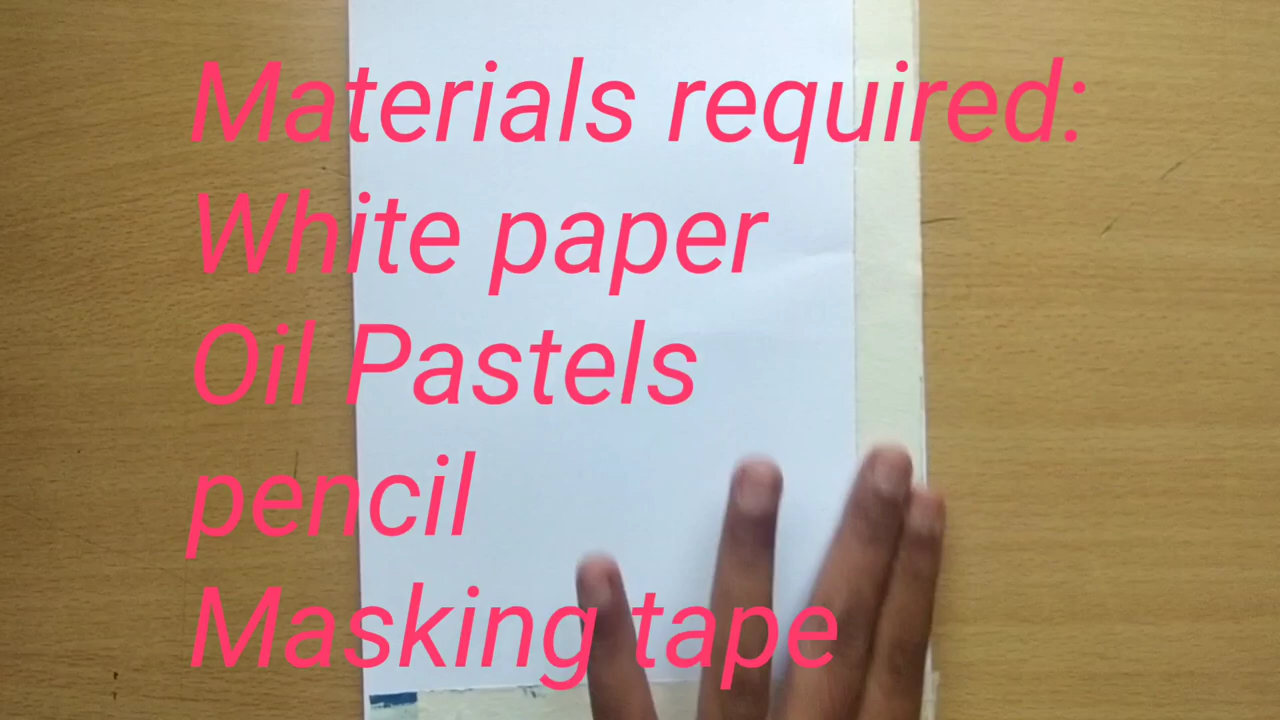 Materials required:
White paper
Oil Pastels
pencil
Masking tape